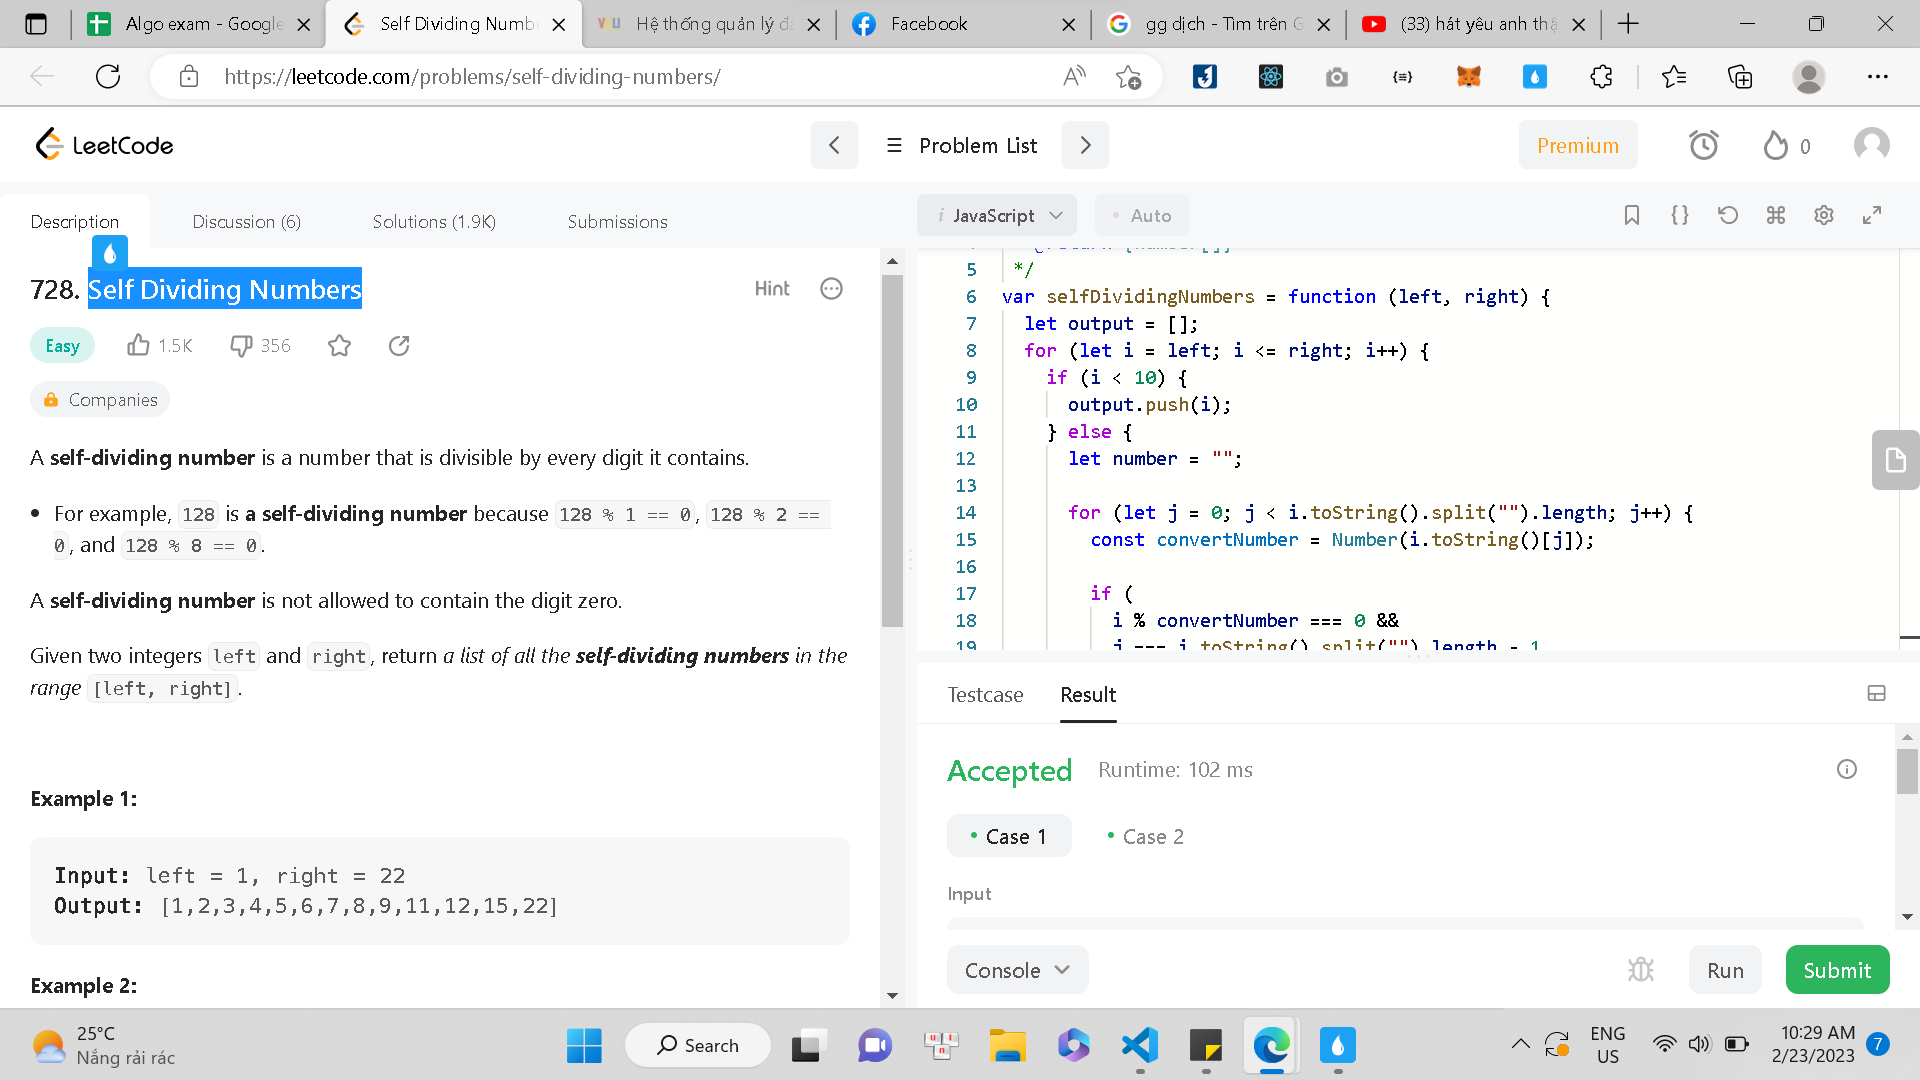 Algo exam - Google
Self Dividing Numb
Hệ thống quản lý đà
Facebook
gg dịch - Tìm trên G
(33) hát yêu anh thậ
https://leetcode.com/problems/self-dividing-numbers/
LeetCode
Problem List
Premium
0
Description
Discussion (6)
Solutions (1.9K)
Submissions
728. Self Dividing Numbers
Hint
Easy
1.5K
356
Companies
A self-dividing number is a number that is divisible by every digit it contains.
• For example, 128 is a self-dividing number because 128 % 1 == 0, 128 % 2 ==
0, and 128 % 8 == 0.
A self-dividing number is not allowed to contain the digit zero.
Given two integers left and right, return a list of all the self-dividing numbers in the
range [left, right].
Example 1:
Input: left = 1, right = 22
Output: [1,2,3,4,5,6,7,8,9,11,12,15,22]
Example 2:
i JavaScript
• Auto
5 */
6 var selfDividingNumbers = function (left, right) {
7 let output = [];
8 for (let i = left; i <= right; i++) {
9 if (i < 10) {
10 output.push(i);
11 } else {
12 let number = "";
13
14 for (let j = 0; j < i.toString().split("").length; j++) {
15 const convertNumber = Number(i.toString()[j]);
16
17 if (
18 i % convertNumber === 0 &&
19 j === i.toString().split("").length - 1
Testcase
Result
Accepted
Runtime: 102 ms
• Case 1
• Case 2
Input
Console
Run
Submit
25°C
Nắng rải rác
Search
ENG
US
10:29 AM
2/23/2023
7